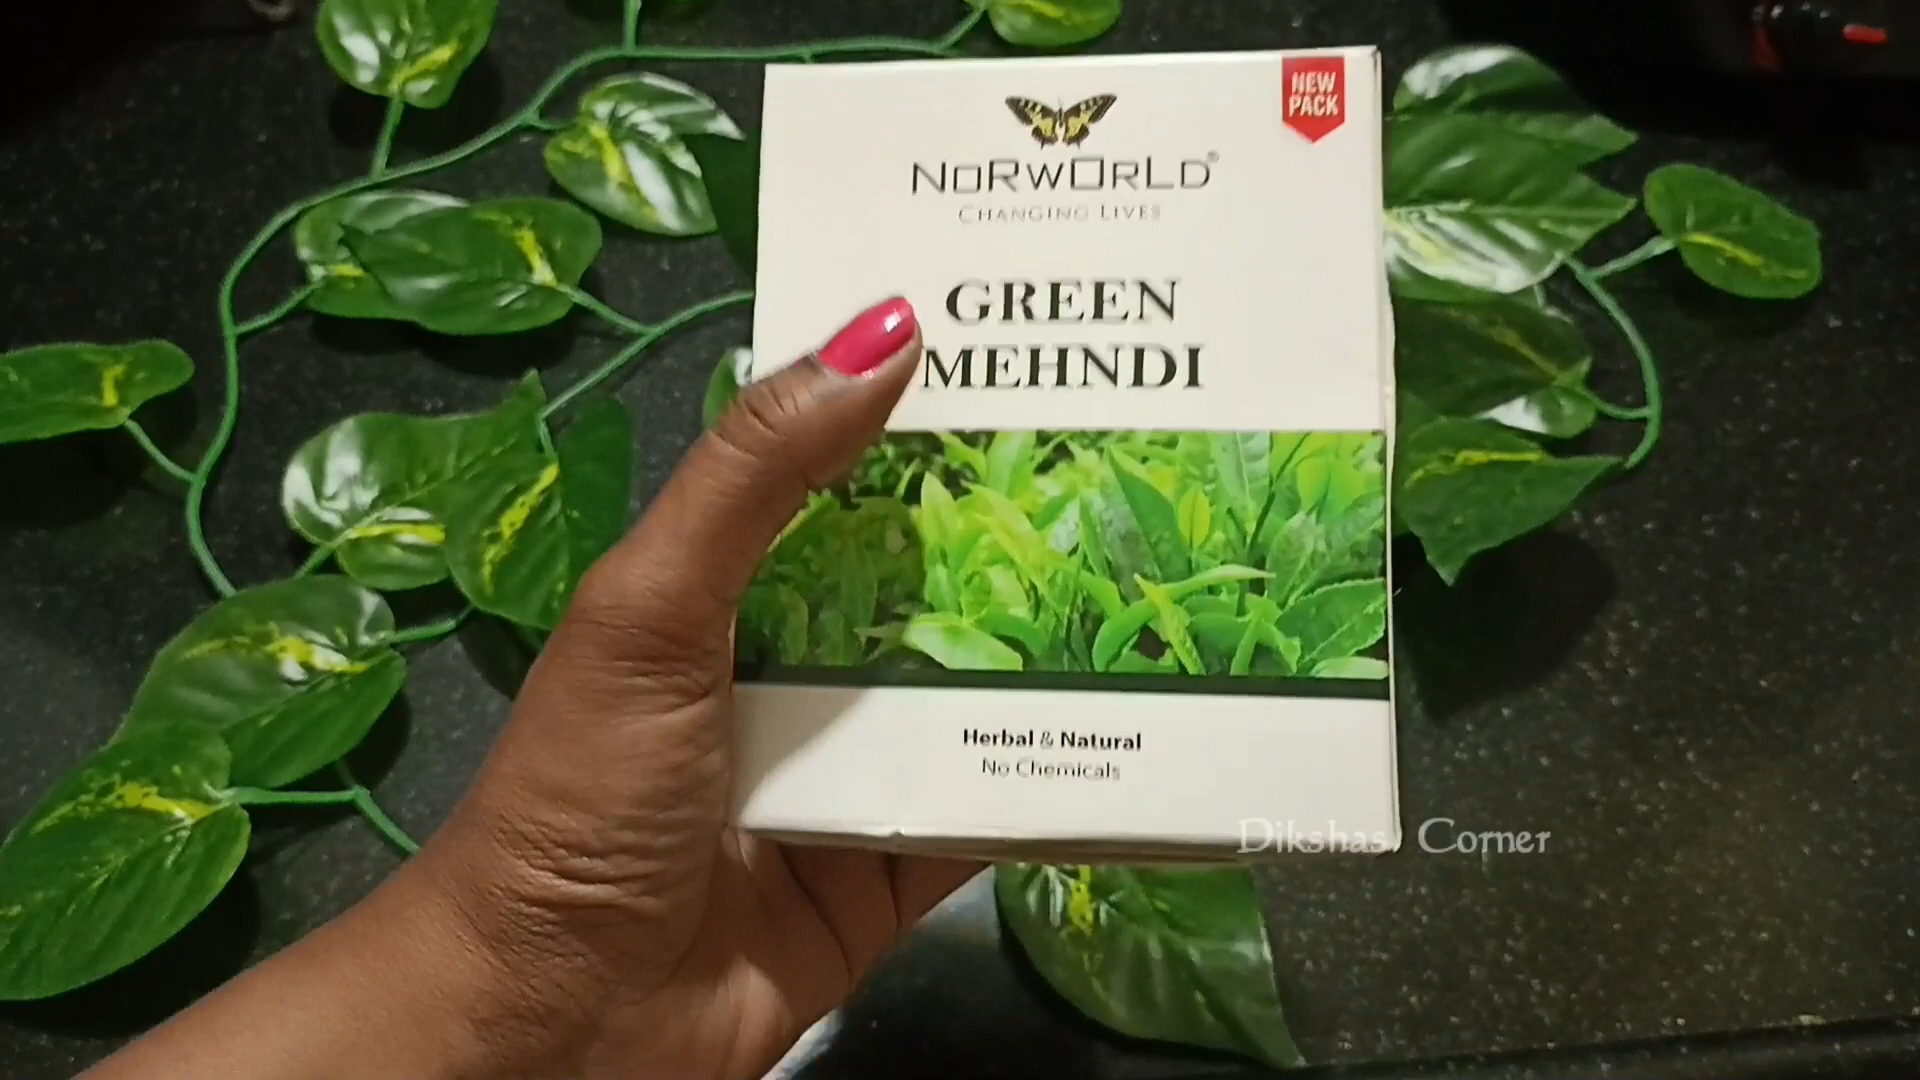 NEW
PACK
NORWORLD®
CHANGING LIVES
GREEN
MEHNDI
Herbal & Natural
No Chemicals
Dikshas Corner